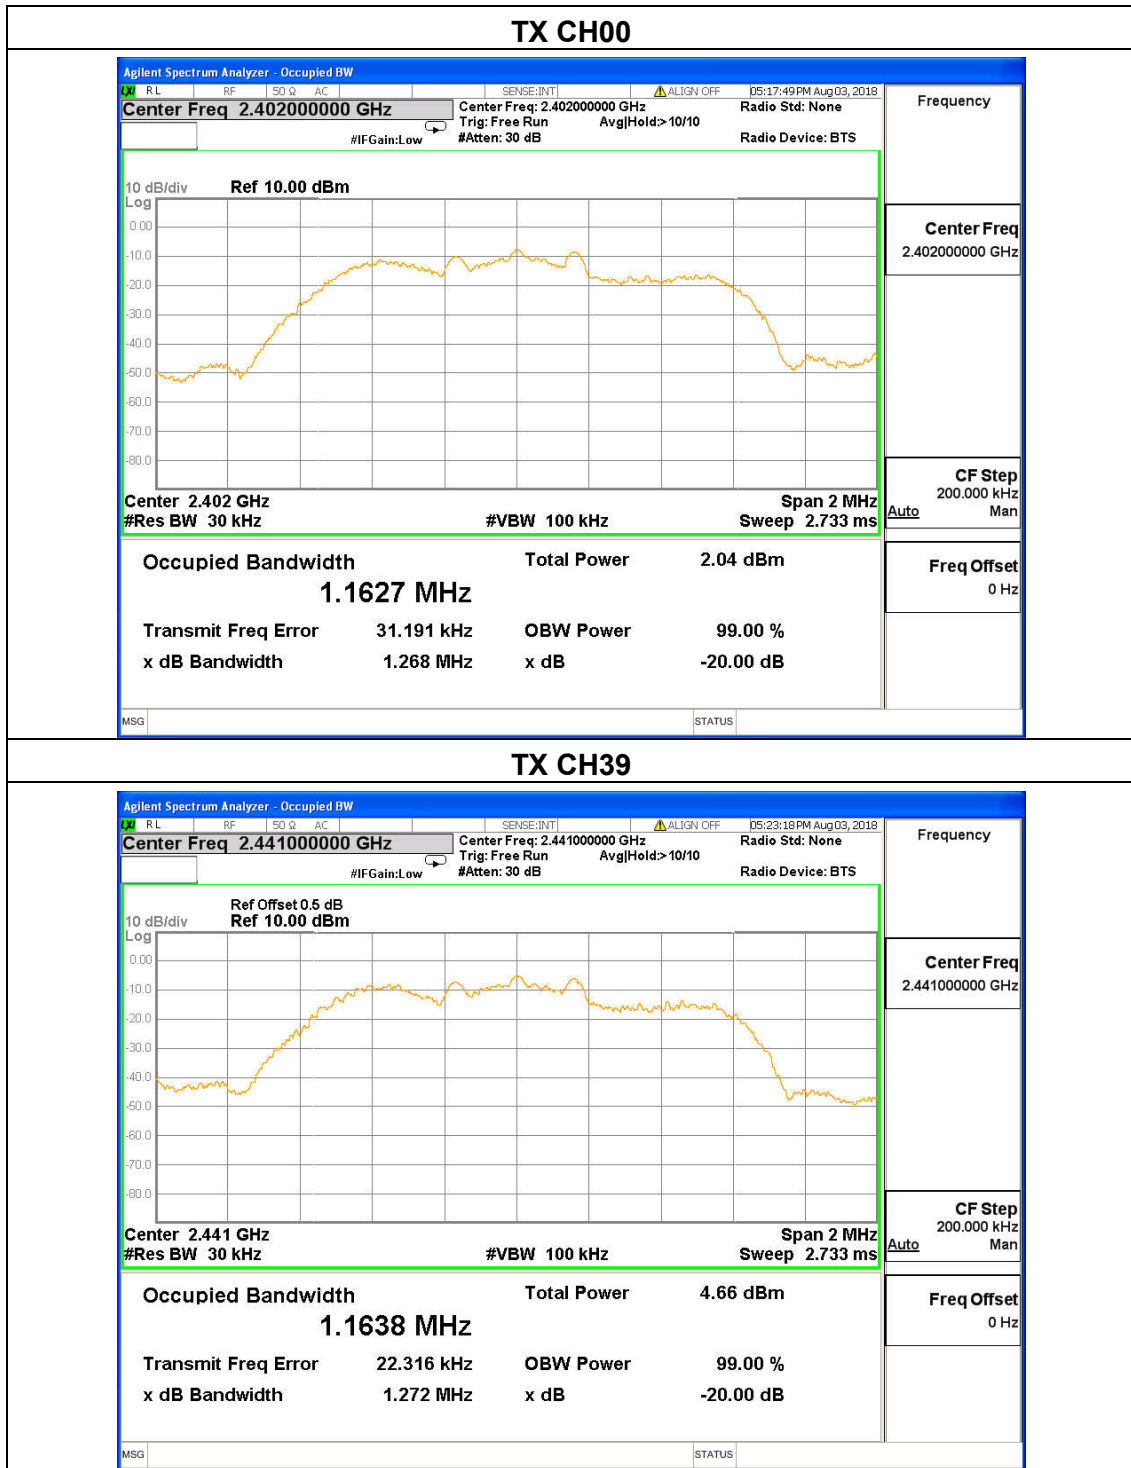 TX CH00
Agilent Spectrum Analyzer - Occupied BW
LXI RL RF 50 Ω AC SENSE:INT ALIGN OFF 05:17:49 PM Aug 03, 2018
Center Freq 2.402000000 GHz
Center Freq: 2.402000000 GHz
Radio Std: None
Trig: Free Run Avg|Hold:>10/10
#IFGain:Low #Atten: 30 dB Radio Device: BTS
Frequency
10 dB/div Ref 10.00 dBm
Log
0.00
-10.0
-20.0
-30.0
-40.0
-50.0
-60.0
-70.0
-80.0
Center Freq
2.402000000 GHz
CF Step
200.000 kHz
Auto Man
Freq Offset
0 Hz
Center 2.402 GHz Span 2 MHz
#Res BW 30 kHz #VBW 100 kHz Sweep 2.733 ms
Occupied Bandwidth Total Power 2.04 dBm
1.1627 MHz
Transmit Freq Error 31.191 kHz OBW Power 99.00 %
x dB Bandwidth 1.268 MHz x dB -20.00 dB
MSG STATUS
TX CH39
Agilent Spectrum Analyzer - Occupied BW
LXI RL RF 50 Ω AC SENSE:INT ALIGN OFF 05:23:18 PM Aug 03, 2018
Center Freq 2.441000000 GHz
Center Freq: 2.441000000 GHz
Radio Std: None
Trig: Free Run Avg|Hold:>10/10
#IFGain:Low #Atten: 30 dB Radio Device: BTS
Frequency
Ref Offset 0.5 dB
10 dB/div Ref 10.00 dBm
Log
0.00
-10.0
-20.0
-30.0
-40.0
-50.0
-60.0
-70.0
-80.0
Center Freq
2.441000000 GHz
CF Step
200.000 kHz
Auto Man
Freq Offset
0 Hz
Center 2.441 GHz Span 2 MHz
#Res BW 30 kHz #VBW 100 kHz Sweep 2.733 ms
Occupied Bandwidth Total Power 4.66 dBm
1.1638 MHz
Transmit Freq Error 22.316 kHz OBW Power 99.00 %
x dB Bandwidth 1.272 MHz x dB -20.00 dB
MSG STATUS